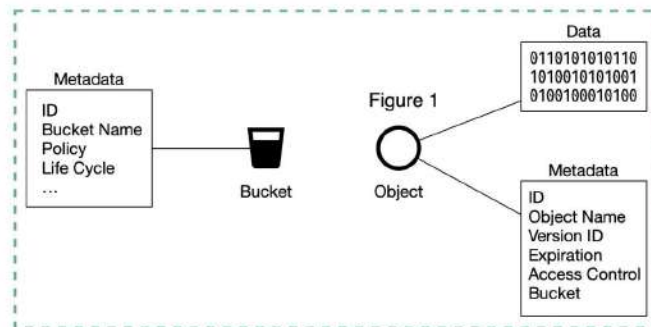 Metadata
ID
Bucket Name
Policy
Life Cycle
...
Bucket
Figure 1
Object
Data
0110101010110
1010010101001
0100100010100
Metadata
ID
Object Name
Version ID
Expiration
Access Control
Bucket